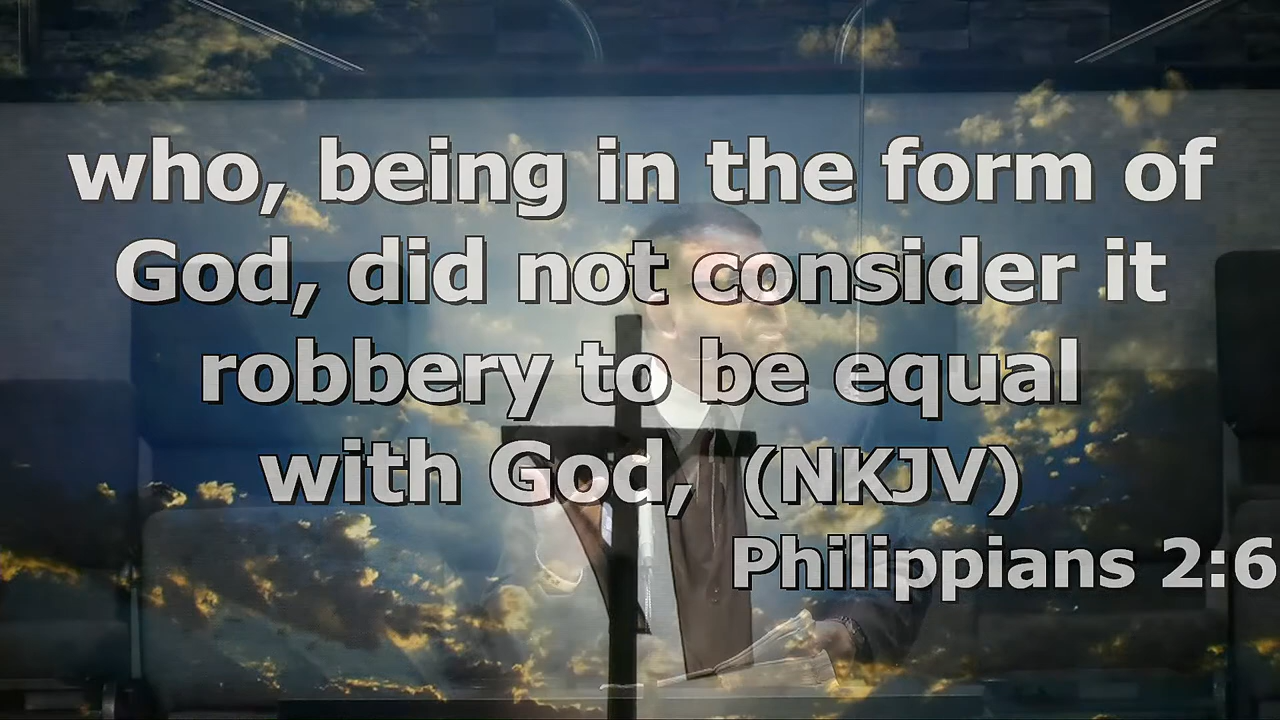 who, being in the form of
God, did not consider it
robbery to be equal
with God, (NKJV)
Philippians 2:6